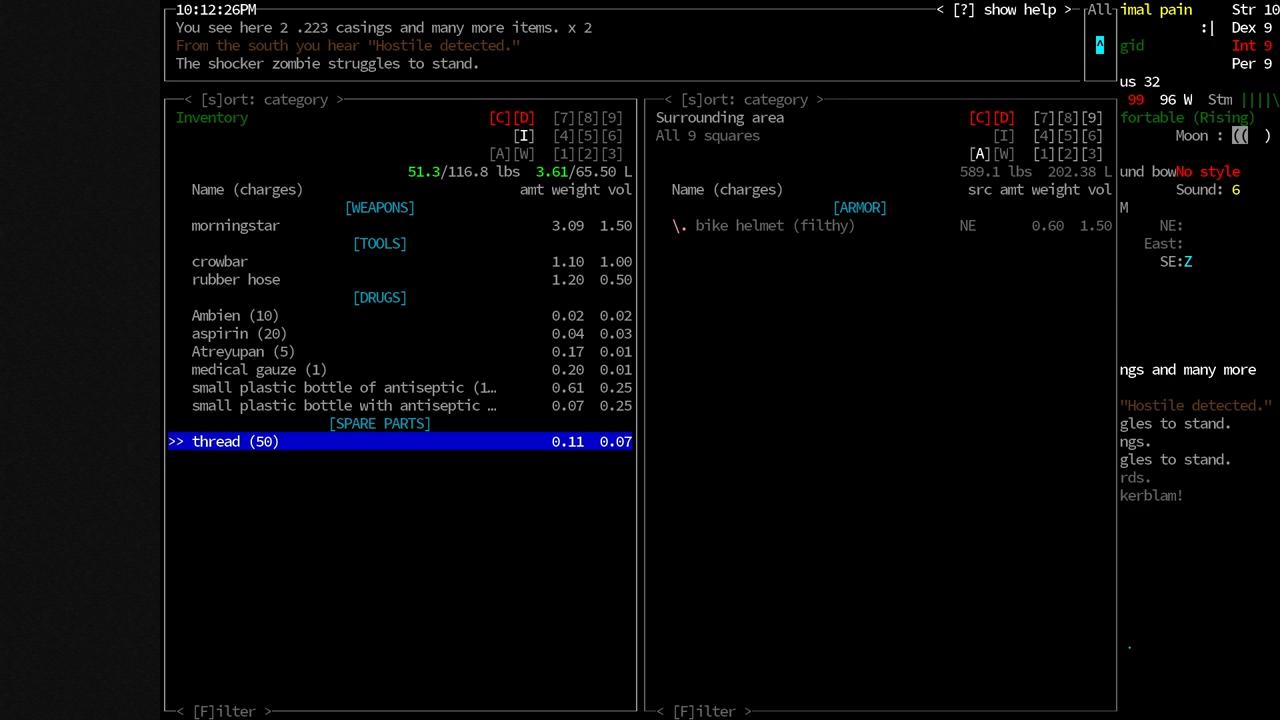 10:12:26PM < [?] show help > All imal pain Str 10
You see here 2 .223 casings and many more items. x 2 :| Dex 9
From the south you hear "Hostile detected." ^ gid Int 9
The shocker zombie struggles to stand. Per 9
us 32
< [s]ort: category > < [s]ort: category > 99 96 W Stm ||||\
Inventory [C][D] [7][8][9] Surrounding area [C][D] [7][8][9] fortable (Rising)
[I] [4][5][6] All 9 squares [I] [4][5][6] Moon : (( )
[A][W] [1][2][3] [A][W] [1][2][3]
51.3/116.8 lbs 3.61/65.50 L 589.1 lbs 202.38 L und bowNo style
Name (charges) amt weight vol Name (charges) src amt weight vol Sound: 6
[WEAPONS] [ARMOR] M
morningstar 3.09 1.50 \. bike helmet (filthy) NE 0.60 1.50 NE:
[TOOLS] East:
crowbar 1.10 1.00 SE:Z
rubber hose 1.20 0.50
[DRUGS]
Ambien (10) 0.02 0.02
aspirin (20) 0.04 0.03
Atreyupan (5) 0.17 0.01
medical gauze (1) 0.20 0.01 ngs and many more
small plastic bottle of antiseptic (1… 0.61 0.25
small plastic bottle with antiseptic … 0.07 0.25 "Hostile detected."
[SPARE PARTS] gles to stand.
>> thread (50) 0.11 0.07 ngs.
gles to stand.
rds.
kerblam!
.
< [F]ilter > < [F]ilter >